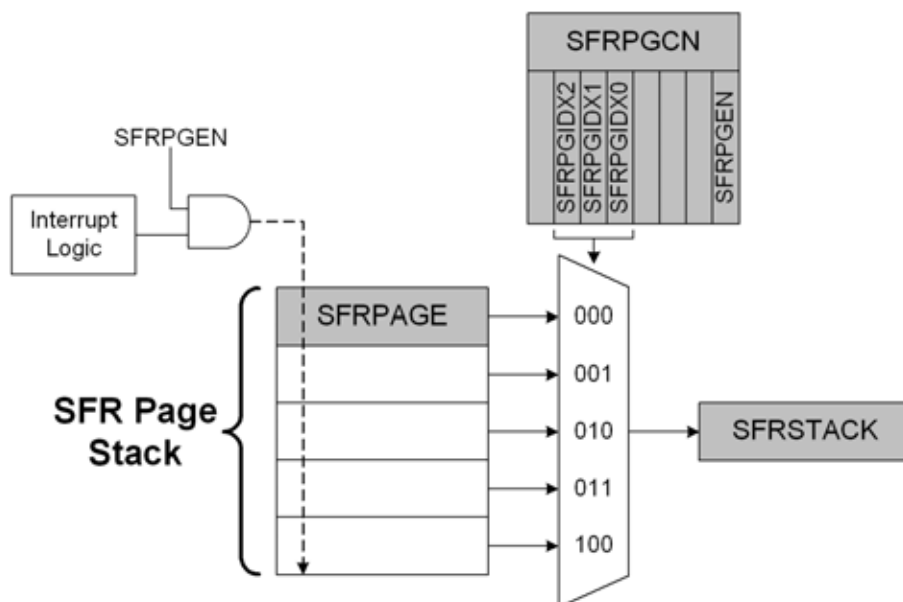 SFRPGCN
SFRPGIDX2
SFRPGIDX1
SFRPGIDX0
SFRPGEN
SFRPGEN
Interrupt
Logic
SFRPAGE
000
001
SFR Page
Stack
010
SFRSTACK
011
100